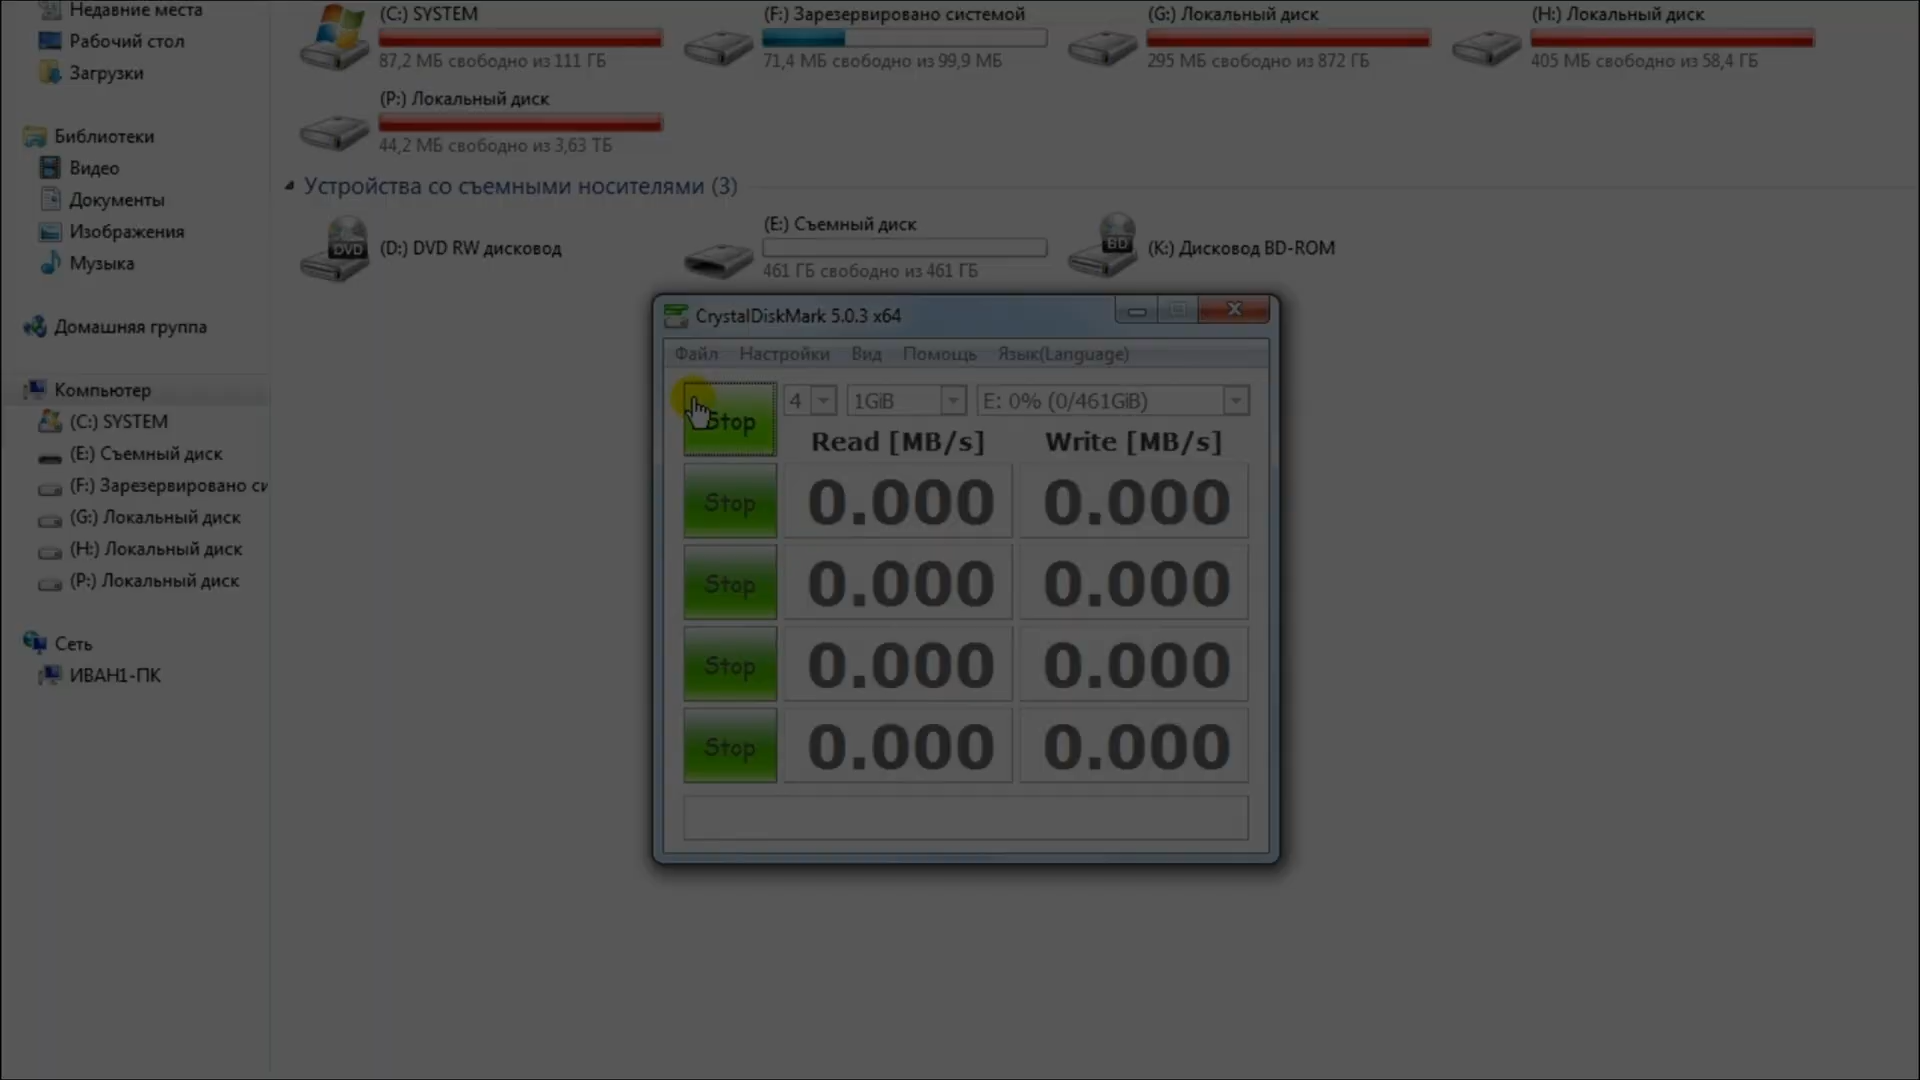 Недавние места
Рабочий стол
Загрузки
Библиотеки
Видео
Документы
Изображения
Музыка
Домашняя группа
Компьютер
(C:) SYSTEM
(E:) Съемный диск
(F:) Зарезервировано си
(G:) Локальный диск
(H:) Локальный диск
(P:) Локальный диск
Сеть
ИВАН1-ПК
(C:) SYSTEM
87,2 МБ свободно из 111 ГБ
(F:) Зарезервировано системой
71,4 МБ свободно из 99,9 МБ
(G:) Локальный диск
295 МБ свободно из 872 ГБ
(H:) Локальный диск
405 МБ свободно из 58,4 ГБ
(P:) Локальный диск
44,2 МБ свободно из 3,63 ТБ
Устройства со съемными носителями (3)
DVD
(D:) DVD RW дисковод
(E:) Съемный диск
461 ГБ свободно из 461 ГБ
BD
(K:) Дисковод BD-ROM
CrystalDiskMark 5.0.3 x64
Файл Настройки Вид Помощь Язык(Language)
Stop 4 1GiB E: 0% (0/461GiB)
Read [MB/s] Write [MB/s]
Stop 0.000 0.000
Stop 0.000 0.000
Stop 0.000 0.000
Stop 0.000 0.000